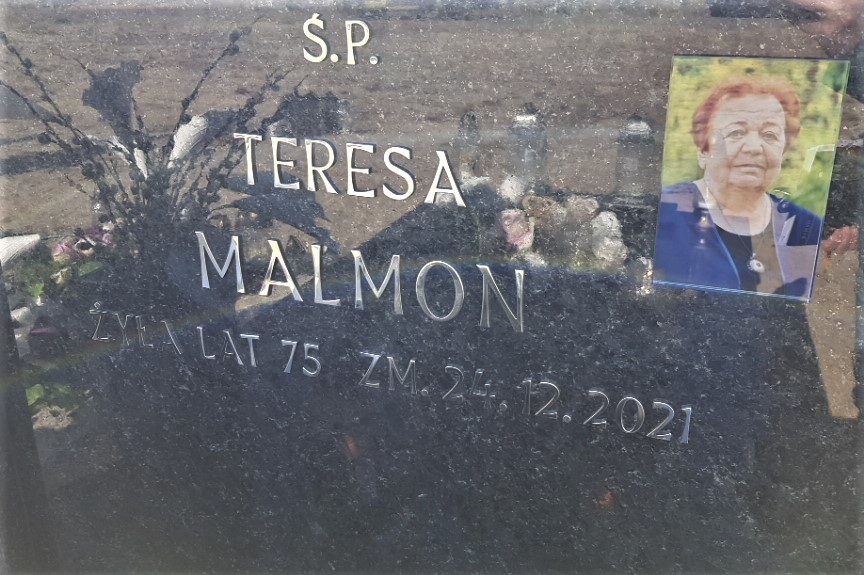 Ś.P.
TERESA
MALMON
ŻYŁA LAT 75 ZM. 24.12.2021